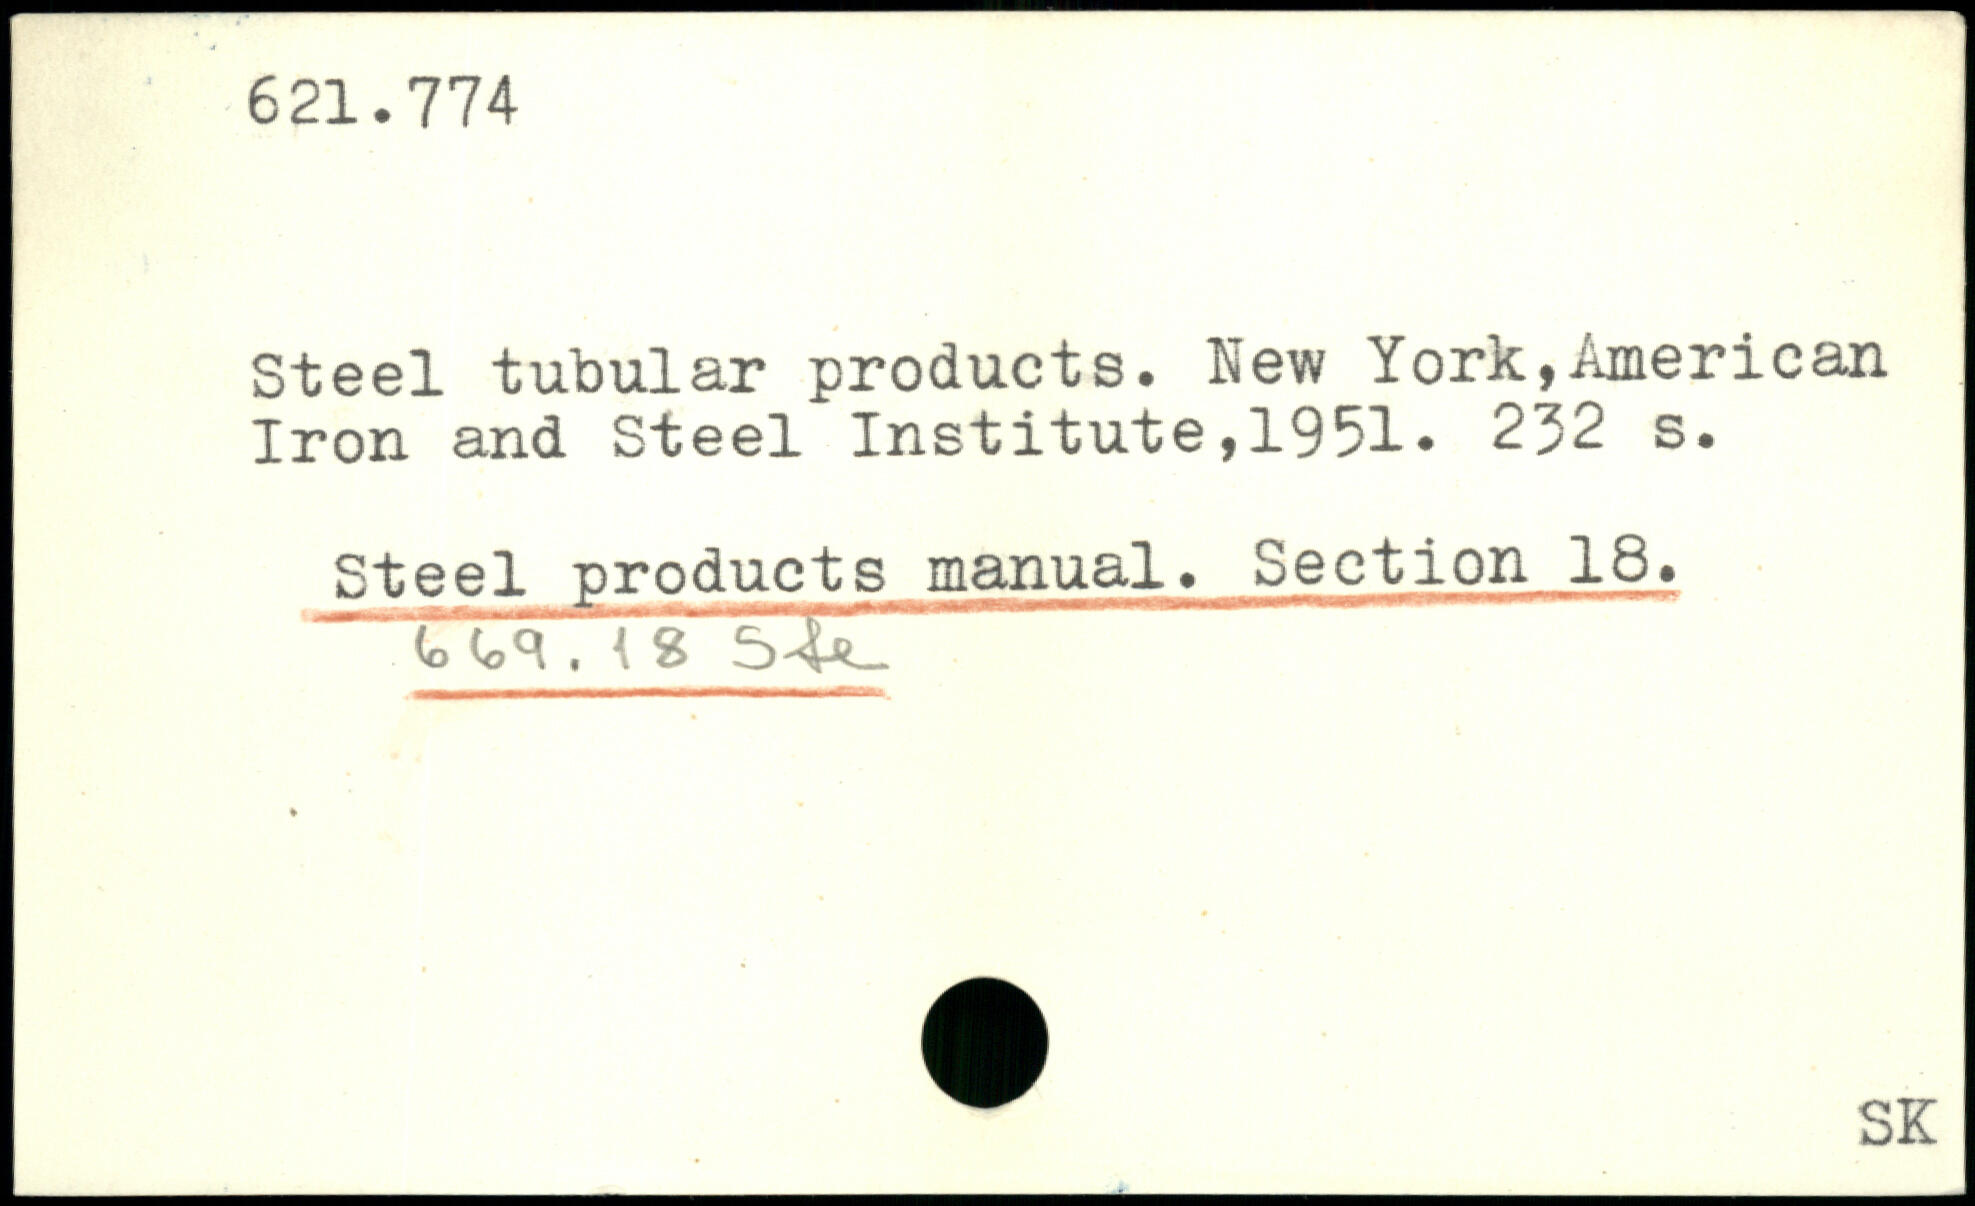 621.774
Steel tubular products. New York,American
Iron and Steel Institute,1951. 232 s.
Steel products manual. Section 18.
669.18 Ste
SK